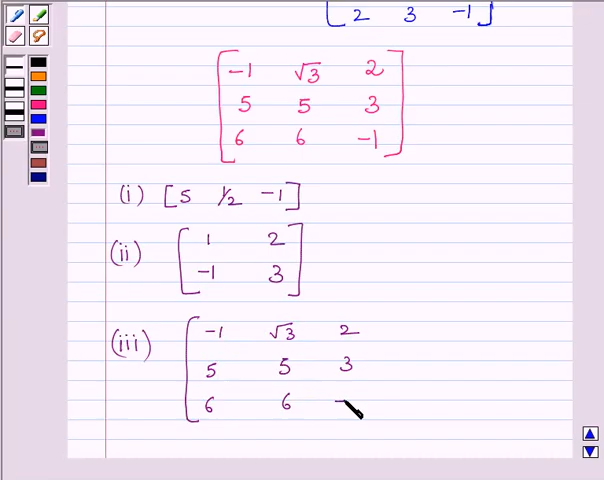 2 3 -1
-1 √3 2
5 5 3
6 6 -1
(i) [5 1/2 -1]
(ii)
1 2
-1 3
(iii)
-1 √3 2
5 5 3
6 6 -